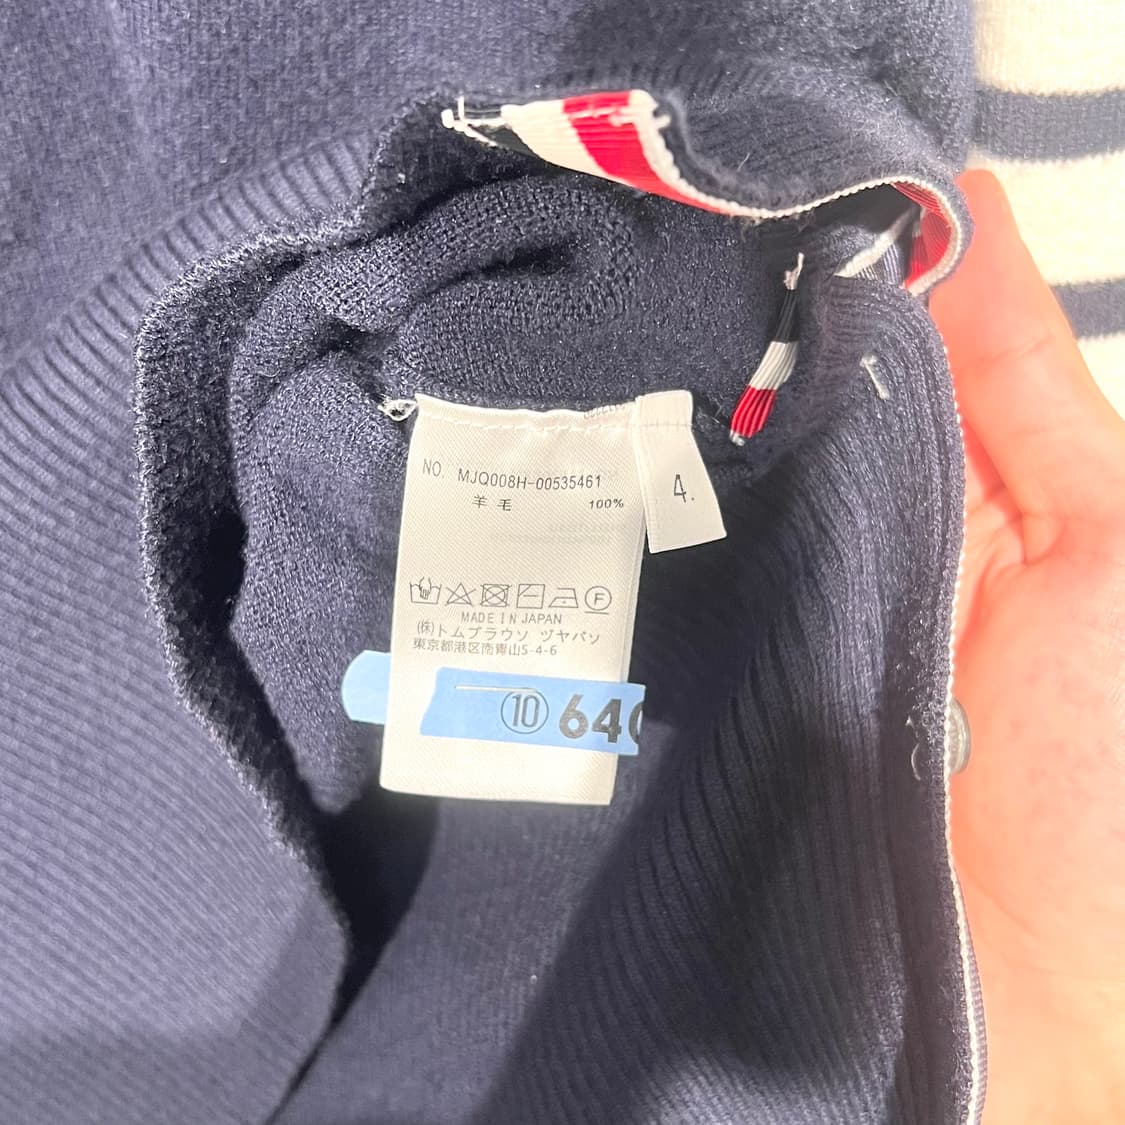 NO. MJQ008H-00535461
羊毛 100%
4.
F
MADE IN JAPAN
㈱トムブラウン ジャパン
東京都港区南青山5-4-6
⑩ 640